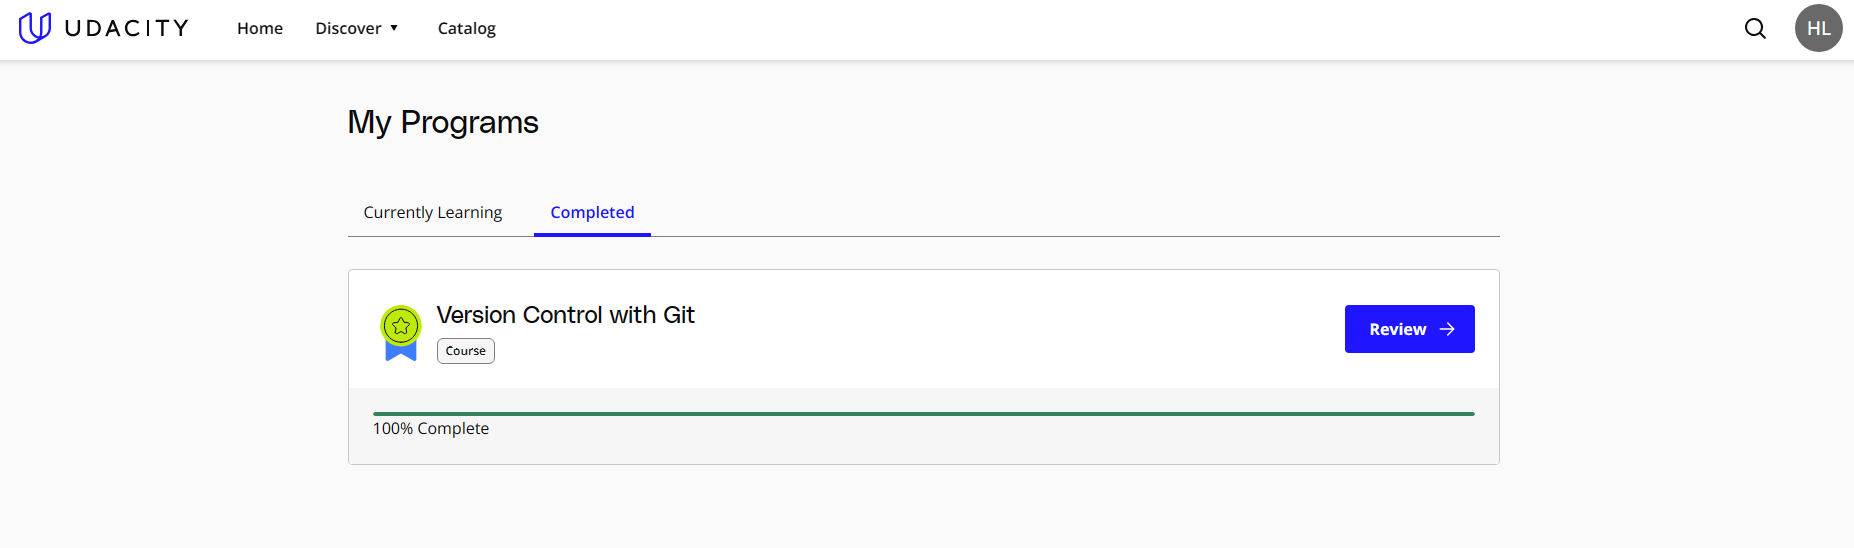 UDACITY Home Discover Catalog HL
My Programs
Currently Learning Completed
Version Control with Git
Course
Review
100% Complete